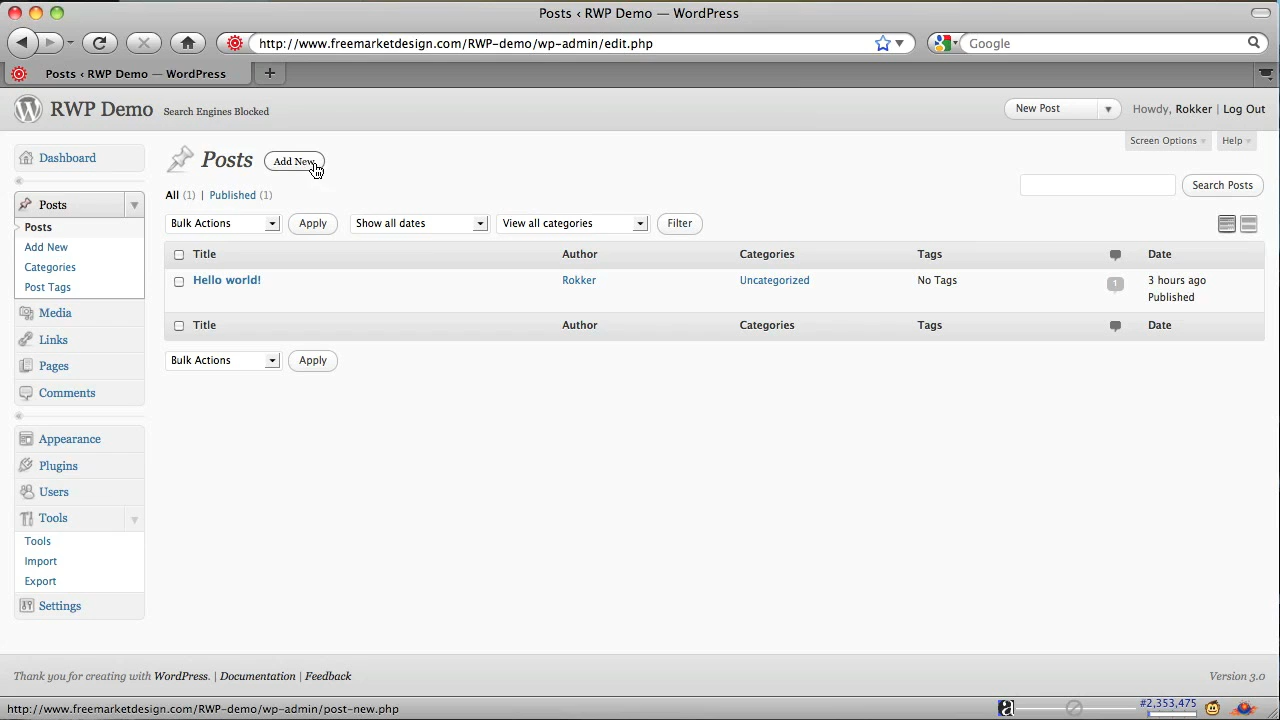 Posts ‹ RWP Demo — WordPress
http://www.freemarketdesign.com/RWP-demo/wp-admin/edit.php
Google
Posts ‹ RWP Demo — WordPress
RWP Demo Search Engines Blocked
New Post
Howdy, Rokker | Log Out
Screen Options
Help
Dashboard
Posts
Posts
Add New
Categories
Post Tags
Media
Links
Pages
Comments
Appearance
Plugins
Users
Tools
Tools
Import
Export
Settings
Posts Add New
All (1) | Published (1)
Search Posts
Bulk Actions Apply Show all dates View all categories Filter
Title Author Categories Tags Date
Hello world! Rokker Uncategorized No Tags 1 3 hours ago
Published
Title Author Categories Tags Date
Bulk Actions Apply
Thank you for creating with WordPress. | Documentation | Feedback
Version 3.0
http://www.freemarketdesign.com/RWP-demo/wp-admin/post-new.php
a
#2,353,475